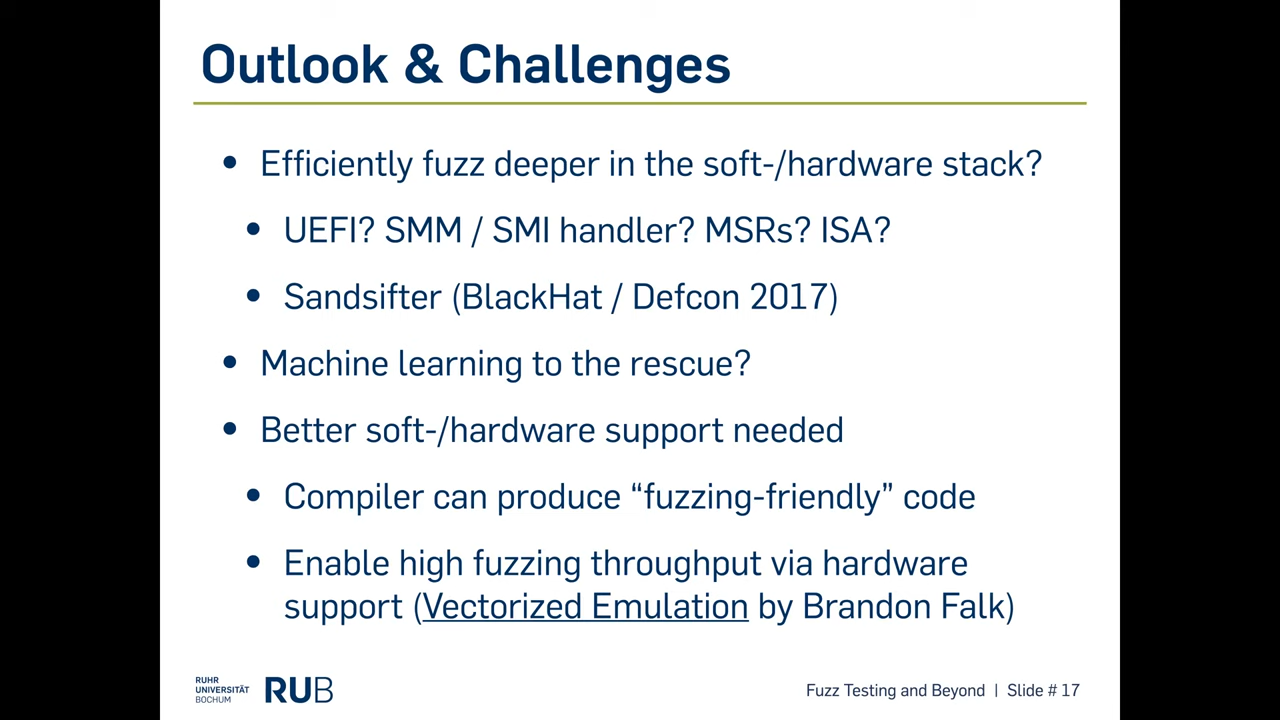 Outlook & Challenges
• Efficiently fuzz deeper in the soft-/hardware stack?
• UEFI? SMM / SMI handler? MSRs? ISA?
• Sandsifter (BlackHat / Defcon 2017)
• Machine learning to the rescue?
• Better soft-/hardware support needed
• Compiler can produce “fuzzing-friendly” code
• Enable high fuzzing throughput via hardware
support (Vectorized Emulation by Brandon Falk)
RUHR
UNIVERSITÄT
BOCHUM
RUB
Fuzz Testing and Beyond | Slide # 17